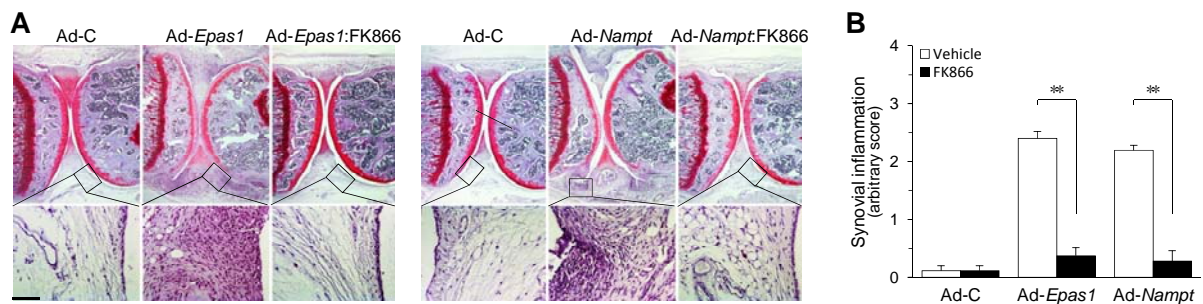 A
Ad-C Ad-Epas1 Ad-Epas1:FK866 Ad-C Ad-Nampt Ad-Nampt:FK866
B
Synovial inflammation
(arbitrary score)
4
3
2
1
0
Vehicle
FK866
*** ***
Ad-C Ad-Epas1 Ad-Nampt